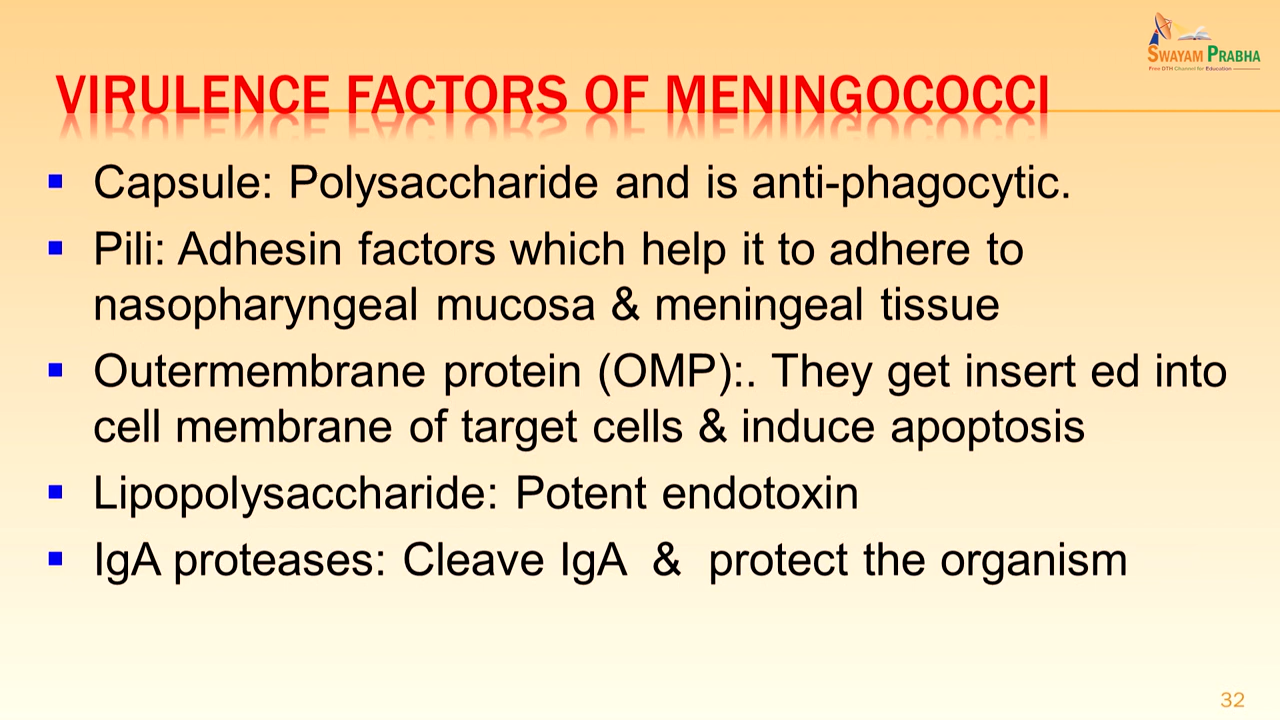 SWAYAM PRABHA
Free DTH Channel for Education
VIRULENCE FACTORS OF MENINGOCOCCI
▪ Capsule: Polysaccharide and is anti-phagocytic.
▪ Pili: Adhesin factors which help it to adhere to
nasopharyngeal mucosa & meningeal tissue
▪ Outermembrane protein (OMP):. They get insert ed into
cell membrane of target cells & induce apoptosis
▪ Lipopolysaccharide: Potent endotoxin
▪ IgA proteases: Cleave IgA  &  protect the organism
32